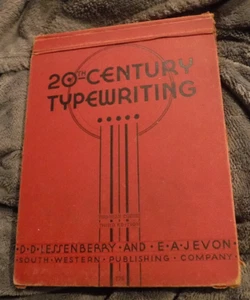 20TH CENTURY
TYPEWRITING
D·D·LESSENBERRY·AND·E·A·JEVON
SOUTH·WESTERN·PUBLISHING·COMPANY